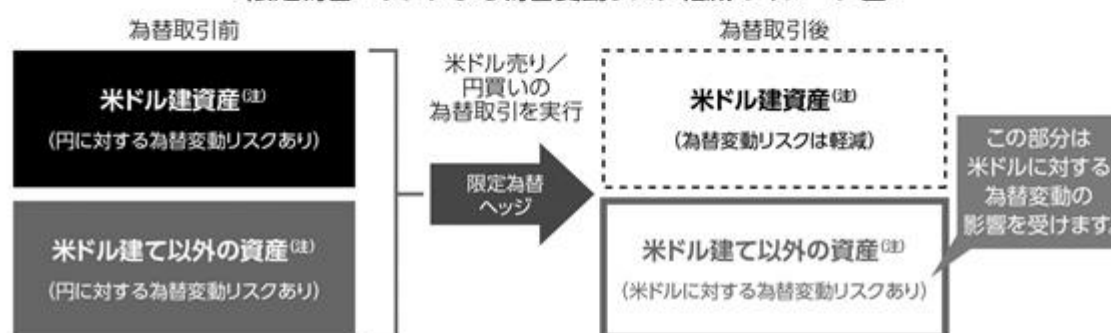 為替取引前
米ドル建資産(注)
(円に対する為替変動リスクあり)
米ドル建て以外の資産(注)
(円に対する為替変動リスクあり)
米ドル売り/
円買いの
為替取引を実行
限定為替
ヘッジ
為替取引後
米ドル建資産(注)
(為替変動リスクは軽減)
米ドル建て以外の資産(注)
(米ドルに対する為替変動リスクあり)
この部分は
米ドルに対する
為替変動の
影響を受けます。